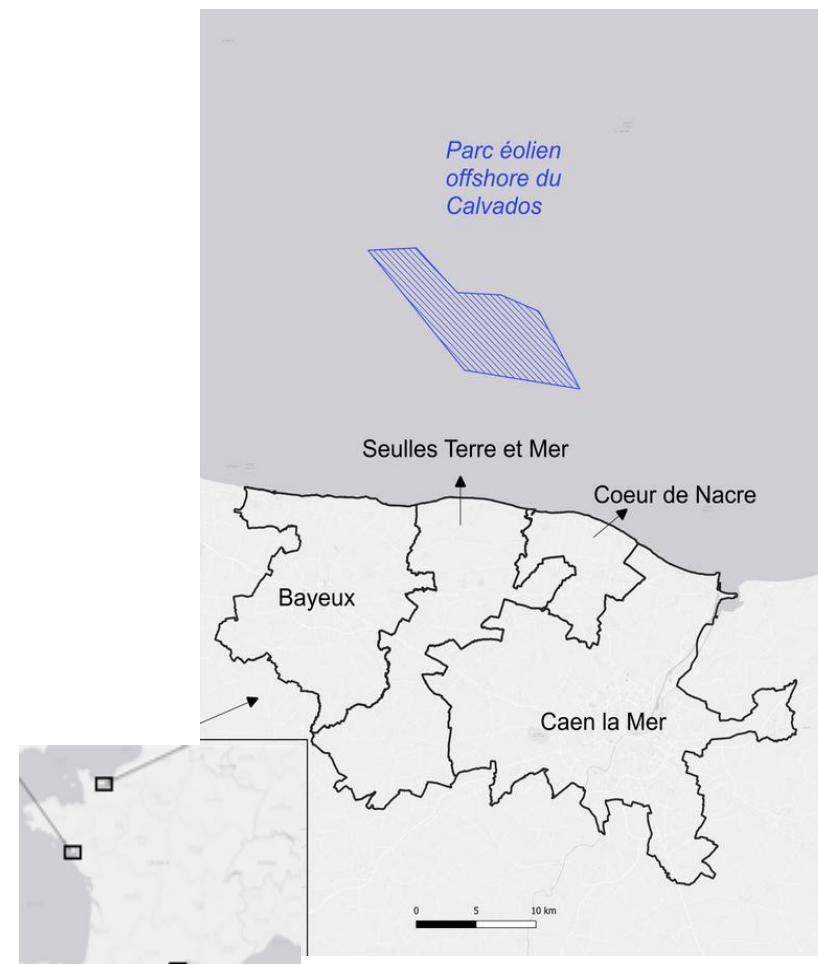 Parc éolien
offshore du
Calvados
Seulles Terre et Mer
Coeur de Nacre
Bayeux
Caen la Mer
0 5 10 km